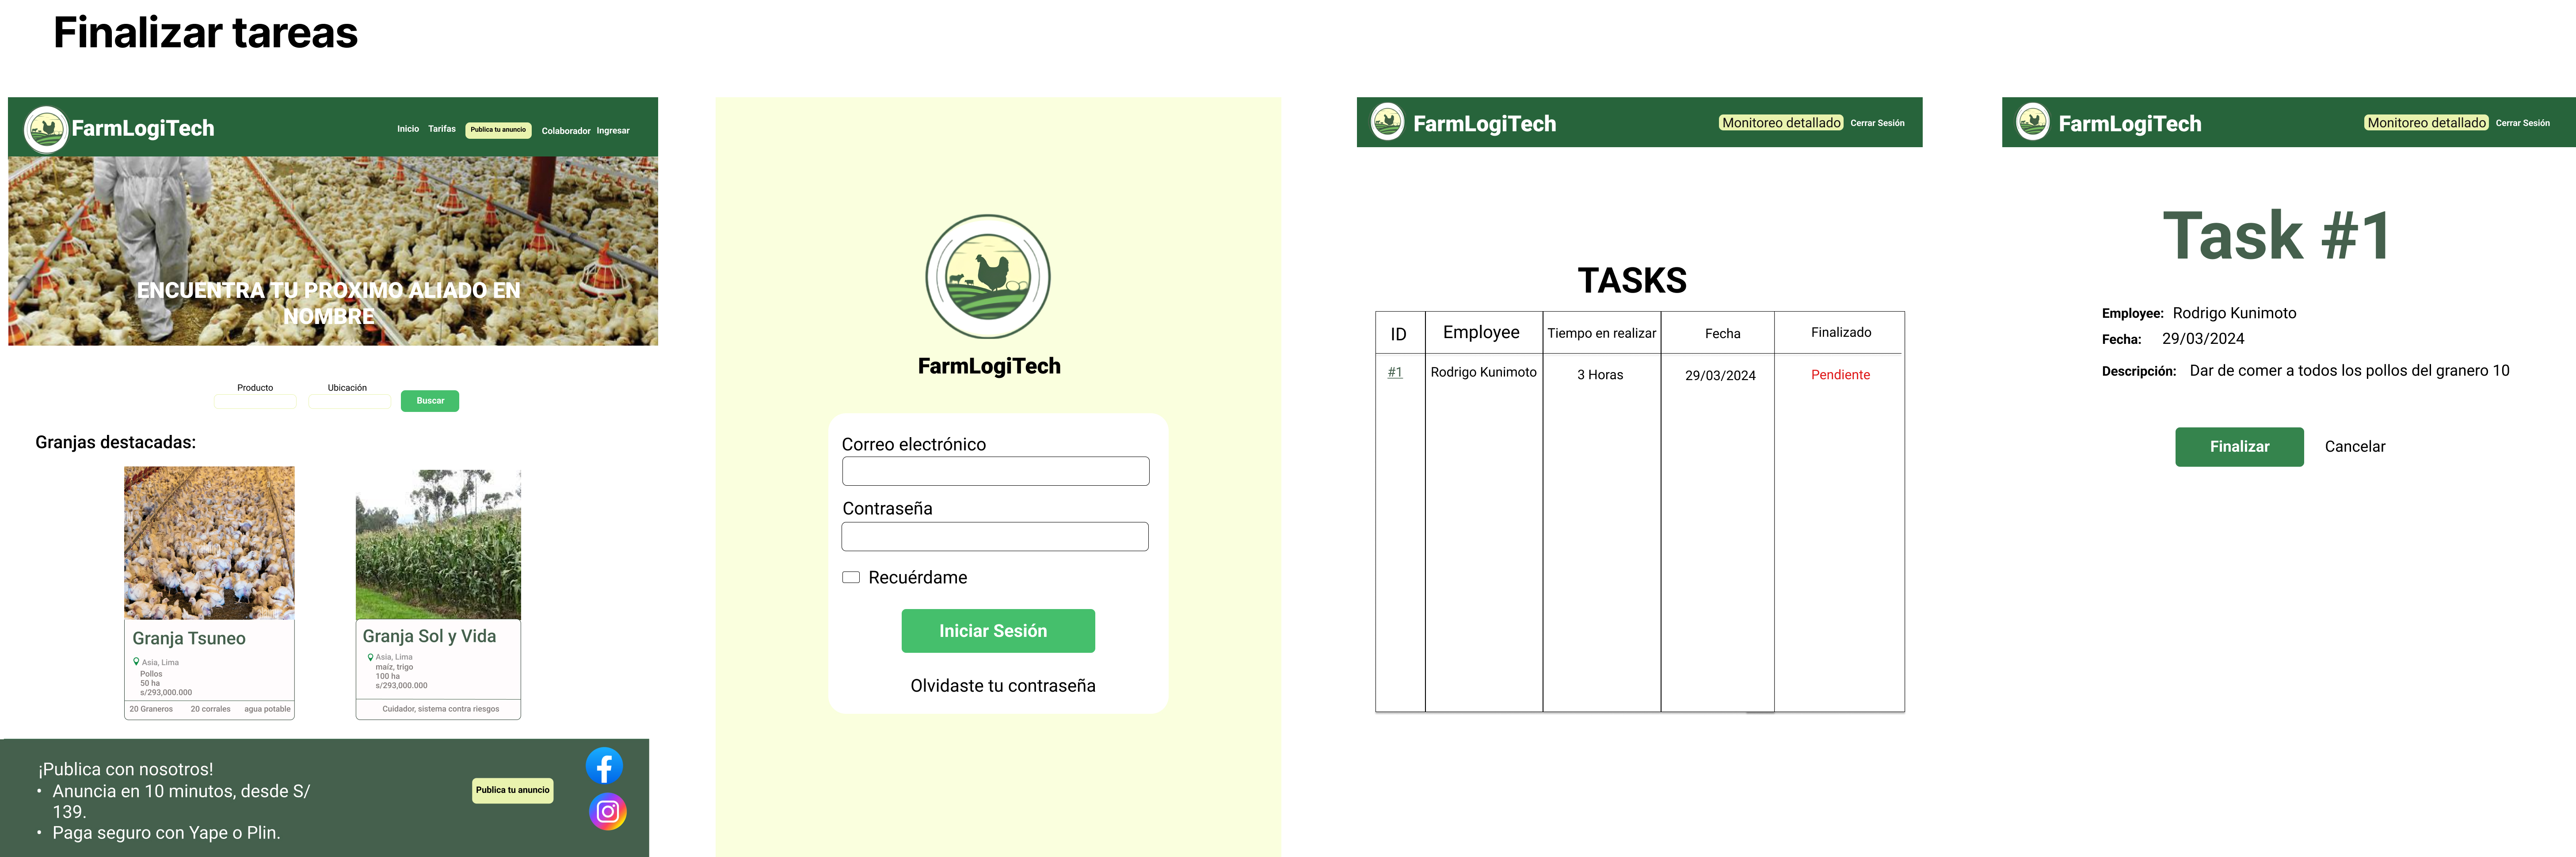 Finalizar tareas
FarmLogiTech
Inicio Tarifas Publica tu anuncio Colaborador Ingresar
ENCUENTRA TU PROXIMO ALIADO EN
NOMBRE
Producto Ubicación
Buscar
Granjas destacadas:
Granja Tsuneo
Asia, Lima
Pollos
50 ha
s/293,000.000
20 Graneros 20 corrales agua potable
Granja Sol y Vida
Asia, Lima
maíz, trigo
100 ha
s/293,000.000
Cuidador, sistema contra riesgos
¡Publica con nosotros!
• Anuncia en 10 minutos, desde S/
139.
• Paga seguro con Yape o Plin.
Publica tu anuncio
FarmLogiTech
Correo electrónico
Contraseña
Recuérdame
Iniciar Sesión
Olvidaste tu contraseña
FarmLogiTech
Monitoreo detallado Cerrar Sesión
TASKS
ID Employee Tiempo en realizar Fecha Finalizado
#1 Rodrigo Kunimoto 3 Horas 29/03/2024 Pendiente
FarmLogiTech
Monitoreo detallado Cerrar Sesión
Task #1
Employee: Rodrigo Kunimoto
Fecha: 29/03/2024
Descripción: Dar de comer a todos los pollos del granero 10
Finalizar Cancelar